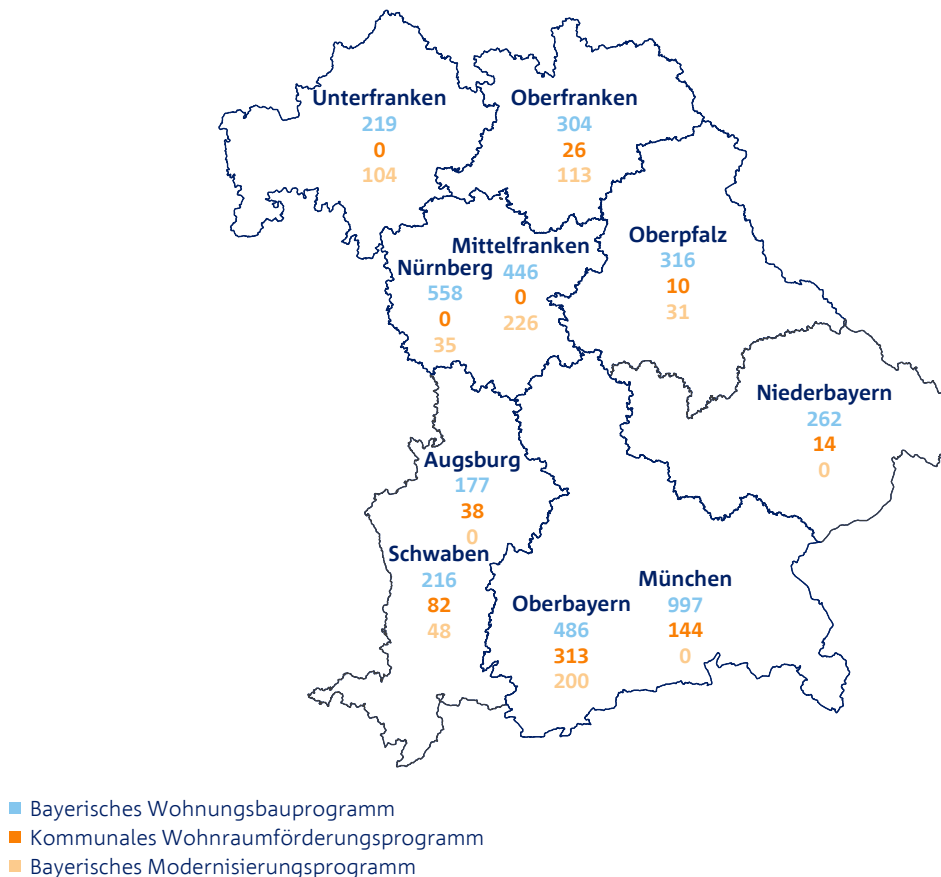 Unterfranken
219
0
104
Oberfranken
304
26
113
Mittelfranken
446
0
226
Nürnberg
558
0
35
Oberpfalz
316
10
31
Niederbayern
262
14
0
Augsburg
177
38
0
Schwaben
216
82
48
Oberbayern
486
313
200
München
997
144
0
Bayerisches Wohnungsbauprogramm
Kommunales Wohnraumförderungsprogramm
Bayerisches Modernisierungsprogramm